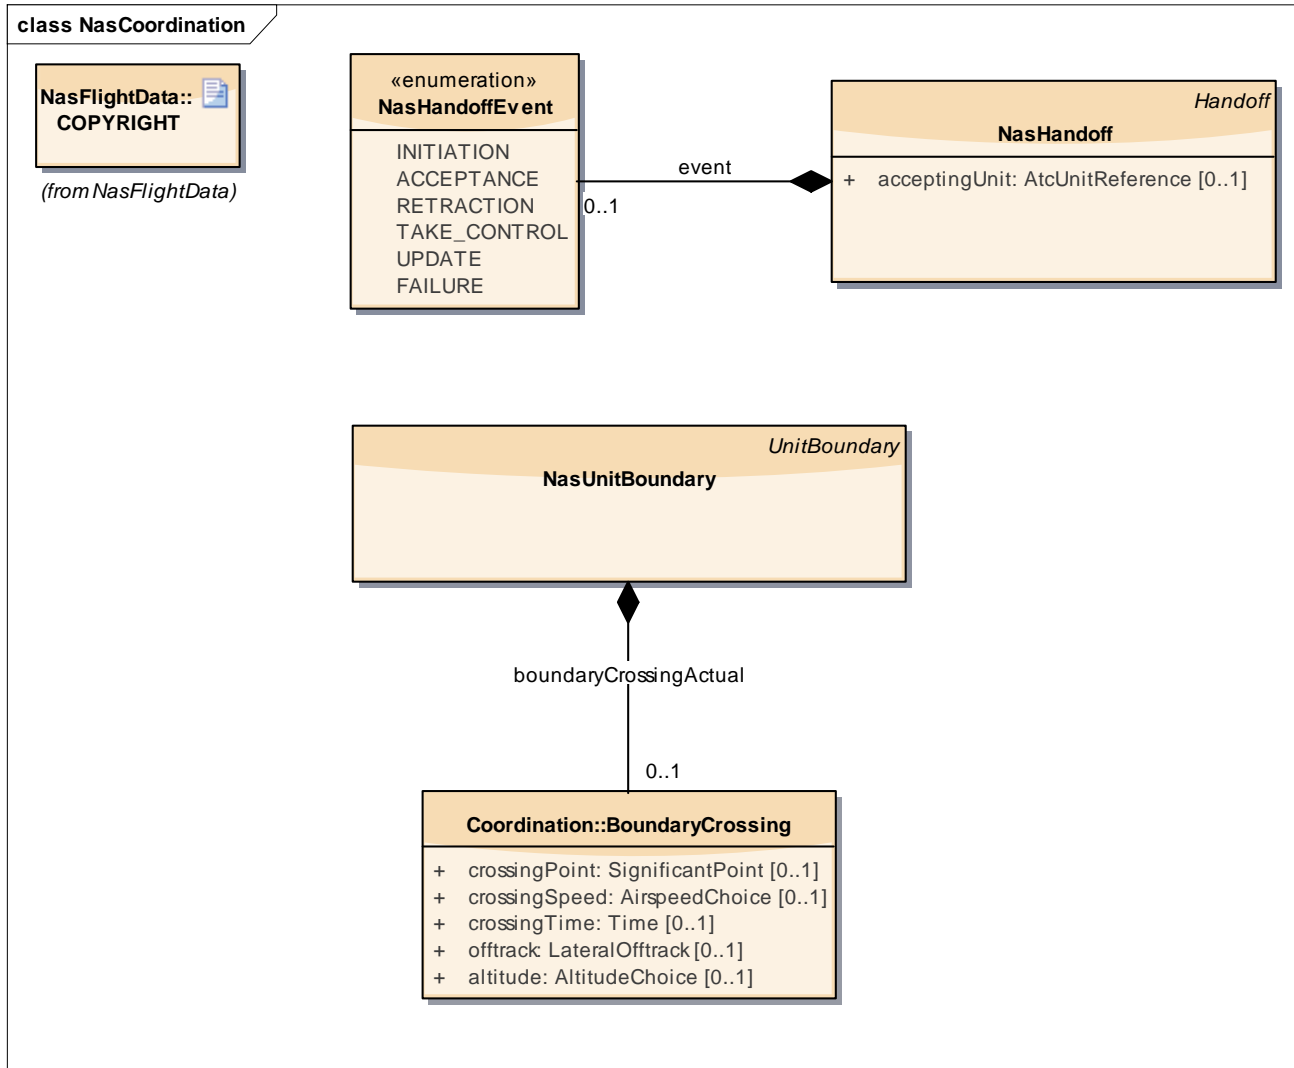 class NasCoordination
NasFlightData::
COPYRIGHT
(from NasFlightData)
«enumeration»
NasHandoffEvent
INITIATION
ACCEPTANCE
RETRACTION
TAKE_CONTROL
UPDATE
FAILURE
event
0..1
Handoff
NasHandoff
+ acceptingUnit: AtcUnitReference [0..1]
UnitBoundary
NasUnitBoundary
boundaryCrossingActual
0..1
Coordination::BoundaryCrossing
+ crossingPoint: SignificantPoint [0..1]
+ crossingSpeed: AirspeedChoice [0..1]
+ crossingTime: Time [0..1]
+ offtrack: LateralOfftrack [0..1]
+ altitude: AltitudeChoice [0..1]